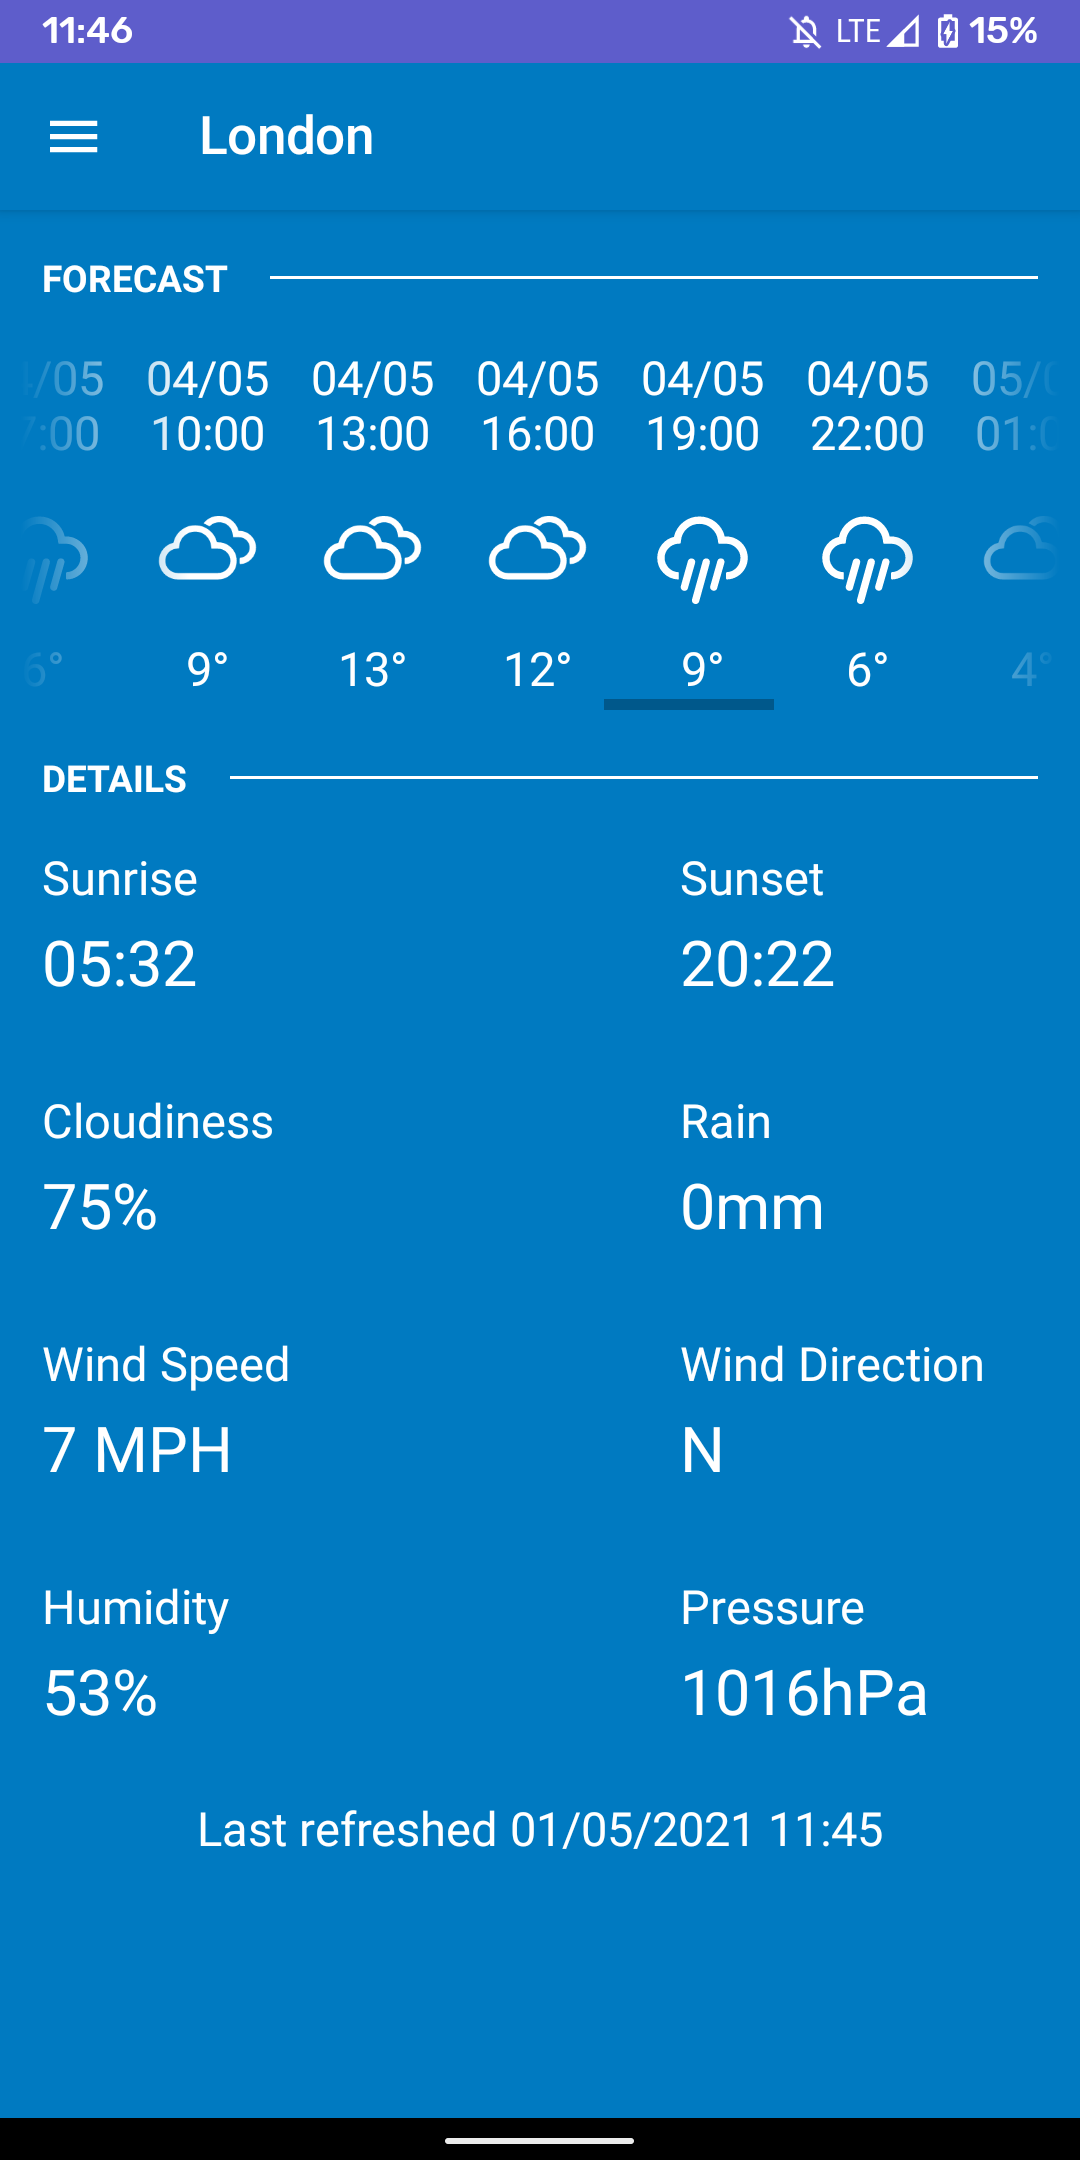 11:46 LTE 15%
London
FORECAST
/05 04/05 04/05 04/05 04/05 04/05 05/0
:00 10:00 13:00 16:00 19:00 22:00 01:0
6° 9° 13° 12° 9° 6° 4°
DETAILS
Sunrise Sunset
05:32 20:22
Cloudiness Rain
75% 0mm
Wind Speed Wind Direction
7 MPH N
Humidity Pressure
53% 1016hPa
Last refreshed 01/05/2021 11:45